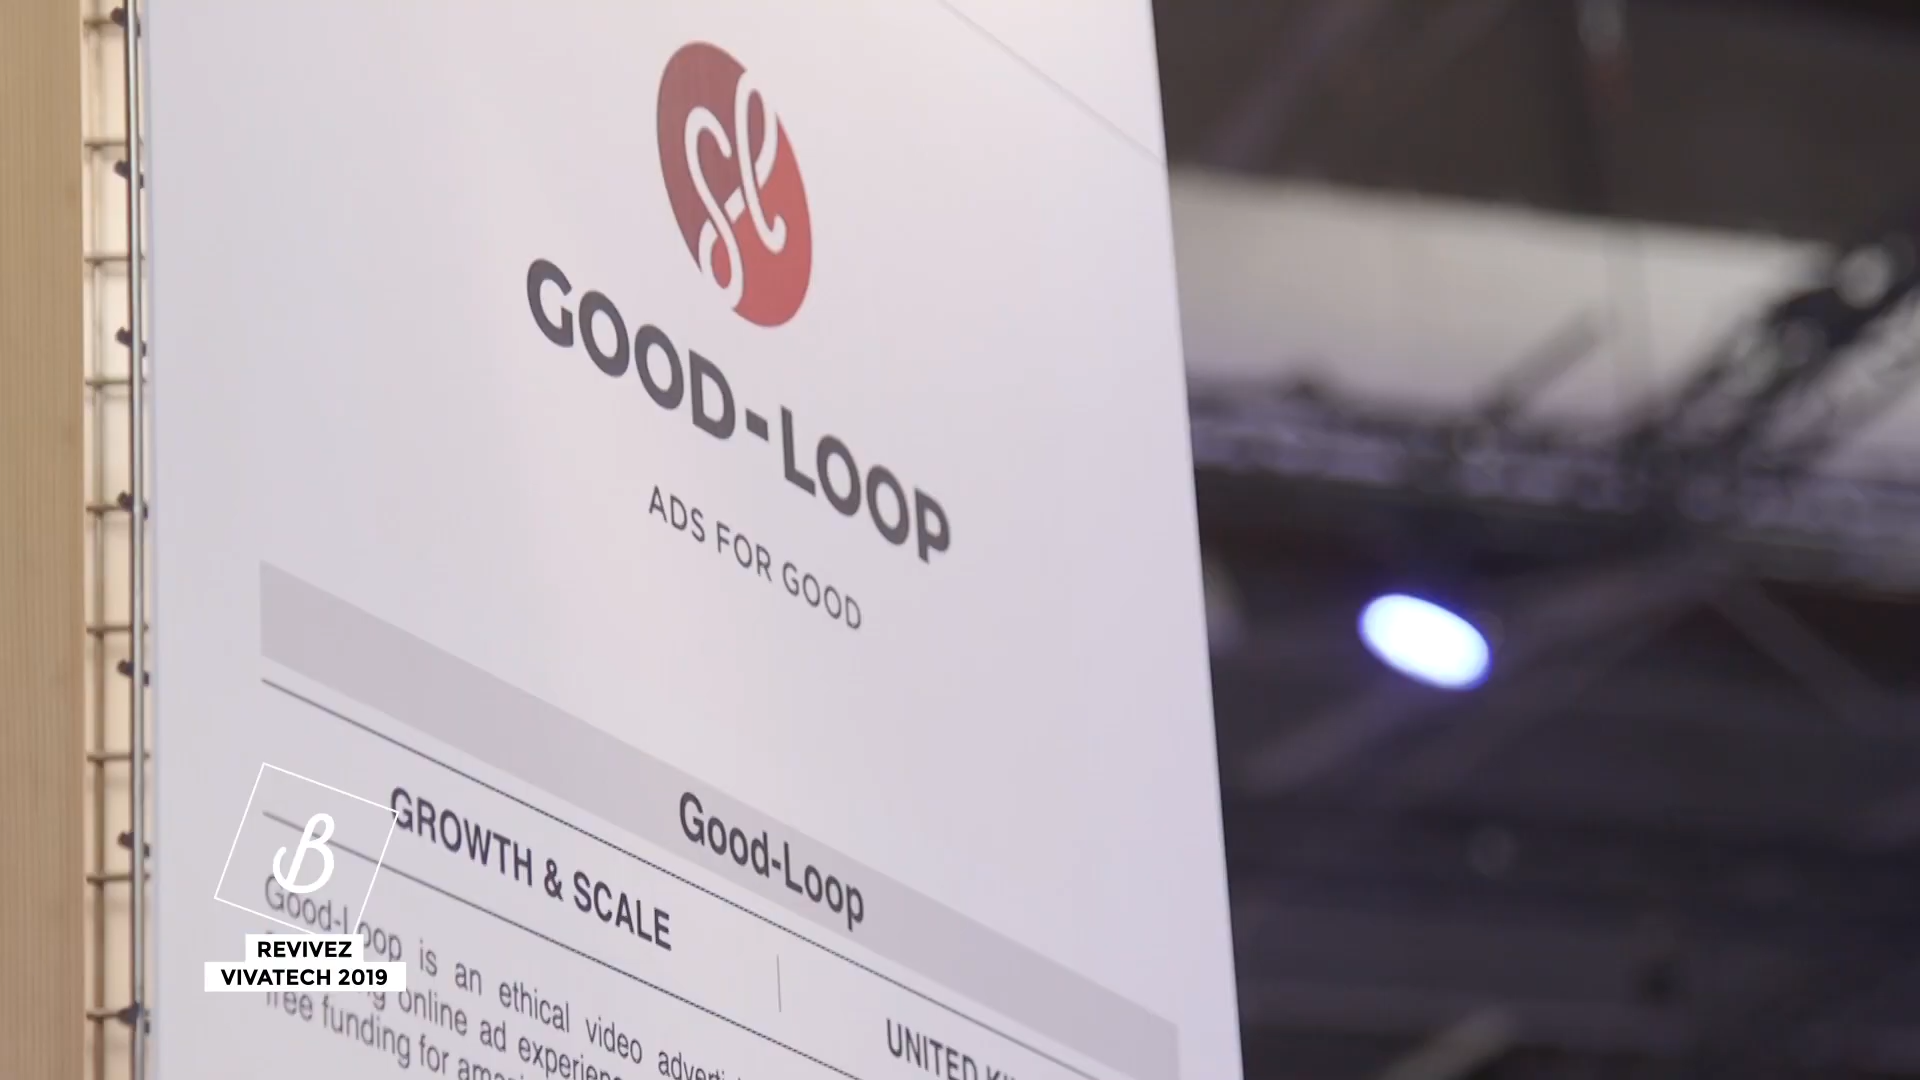 GOOD-LOOP
ADS FOR GOOD
Good-Loop
GROWTH & SCALE
UNITED
Good-Loop is an ethical video
online ad
free funding for
B
REVIVEZ
VIVATECH 2019